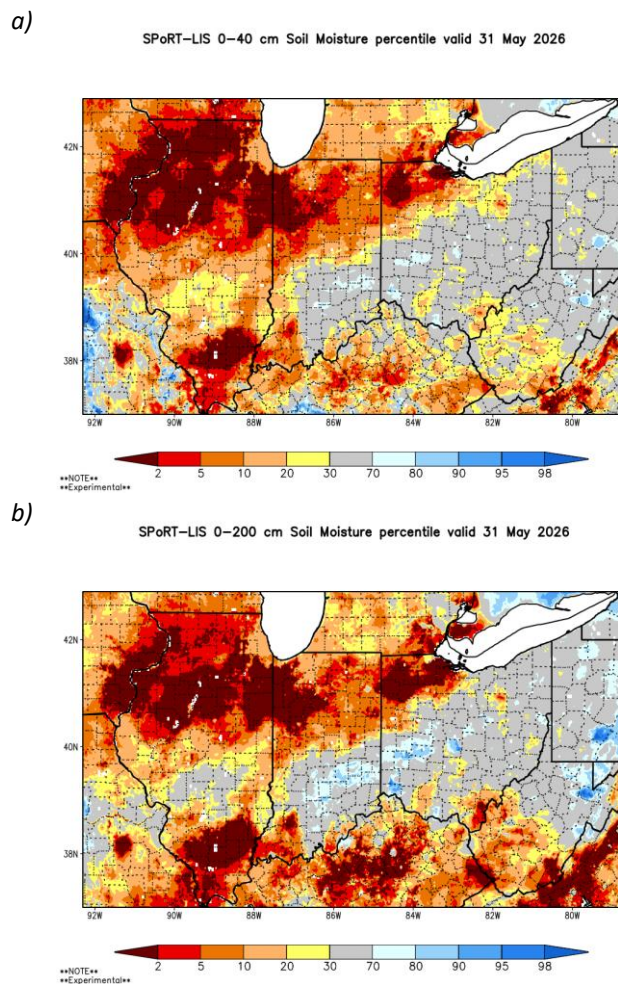 a)
SPoRT-LIS 0-40 cm Soil Moisture percentile valid 31 May 2026
42N
40N
38N
92W 90W 88W 86W 84W 82W 80W
2 5 10 20 30 70 80 90 95 98
**NOTE**
**Experimental**
b)
SPoRT-LIS 0-200 cm Soil Moisture percentile valid 31 May 2026
42N
40N
38N
92W 90W 88W 86W 84W 82W 80W
2 5 10 20 30 70 80 90 95 98
**NOTE**
**Experimental**